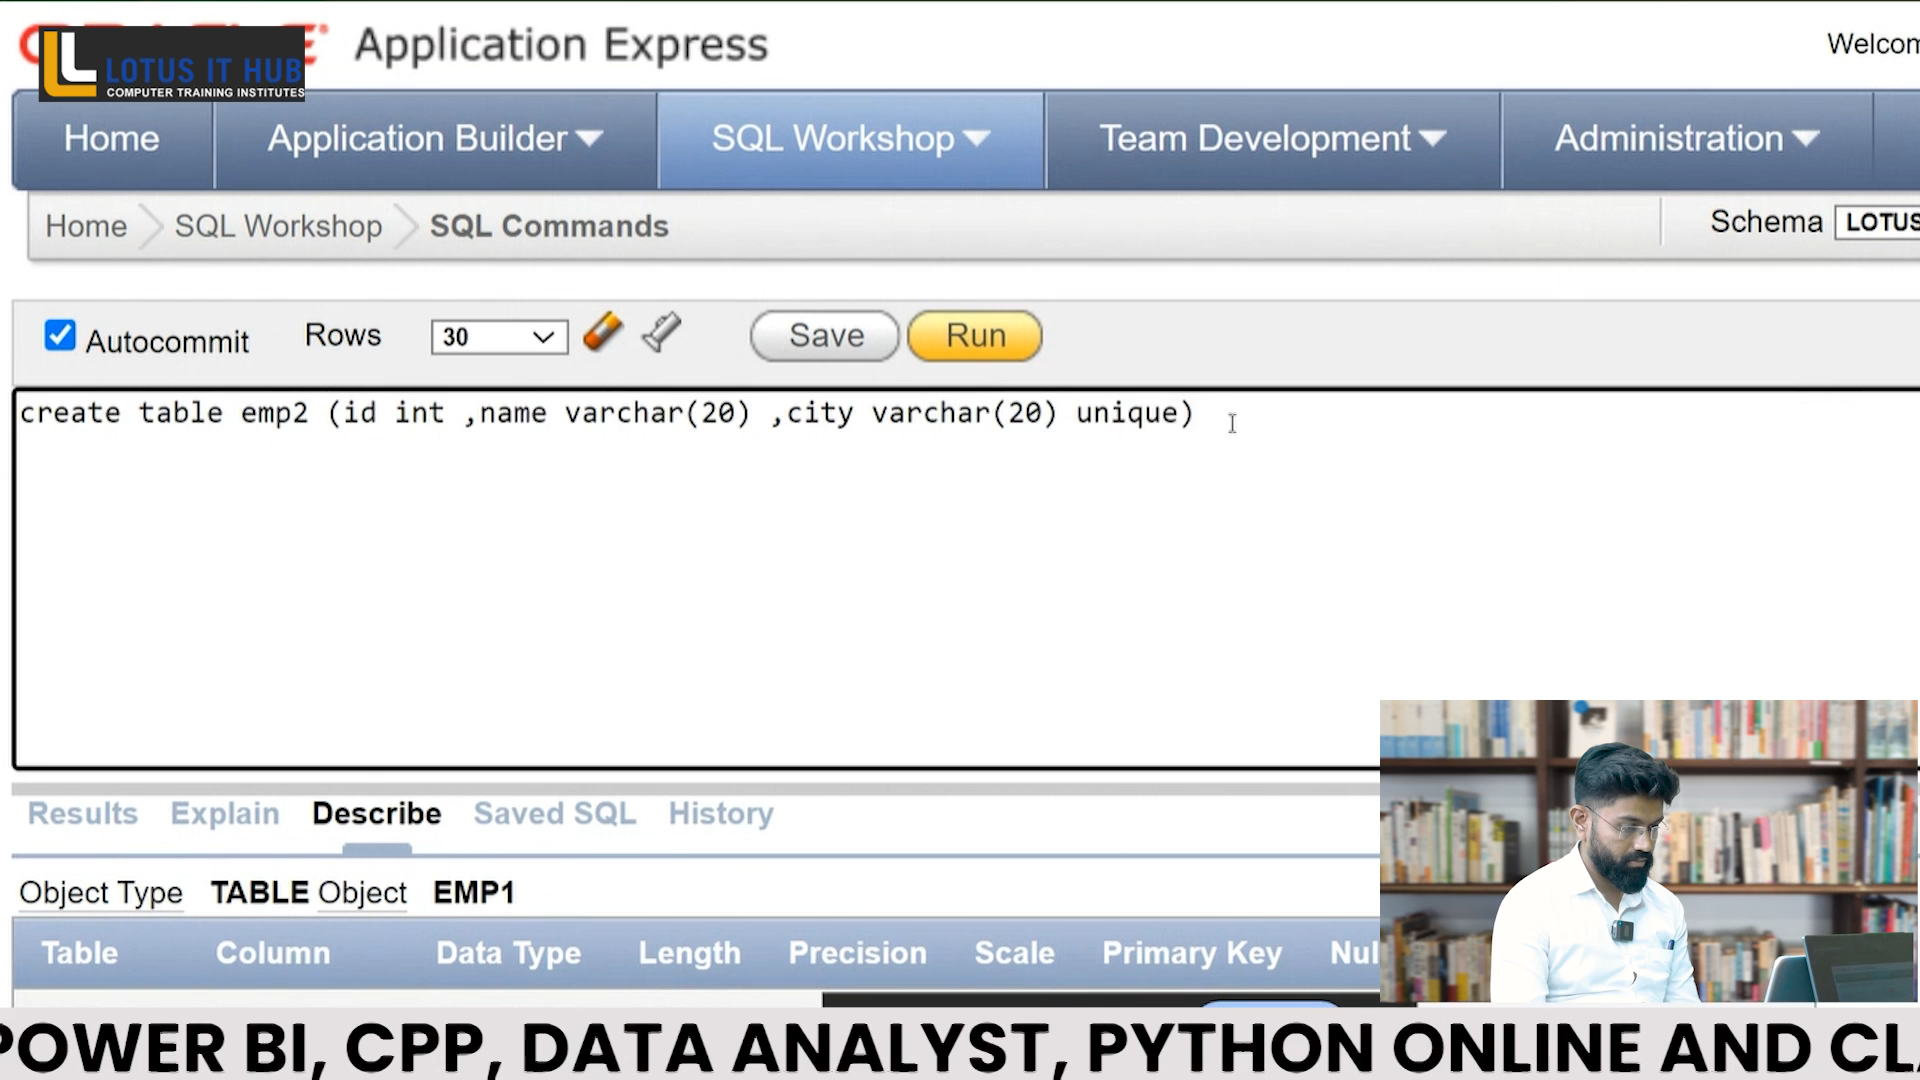 Application Express
Welcom
LOTUS IT HUB
COMPUTER TRAINING INSTITUTES
Home
Application Builder
SQL Workshop
Team Development
Administration
Home
SQL Workshop
SQL Commands
Schema
LOTUS
Autocommit
Rows
30
Save
Run
create table emp2 (id int ,name varchar(20) ,city varchar(20) unique)
Results
Explain
Describe
Saved SQL
History
Object Type TABLE Object EMP1
Table
Column
Data Type
Length
Precision
Scale
Primary Key
Nul
POWER BI, CPP, DATA ANALYST, PYTHON ONLINE AND CL